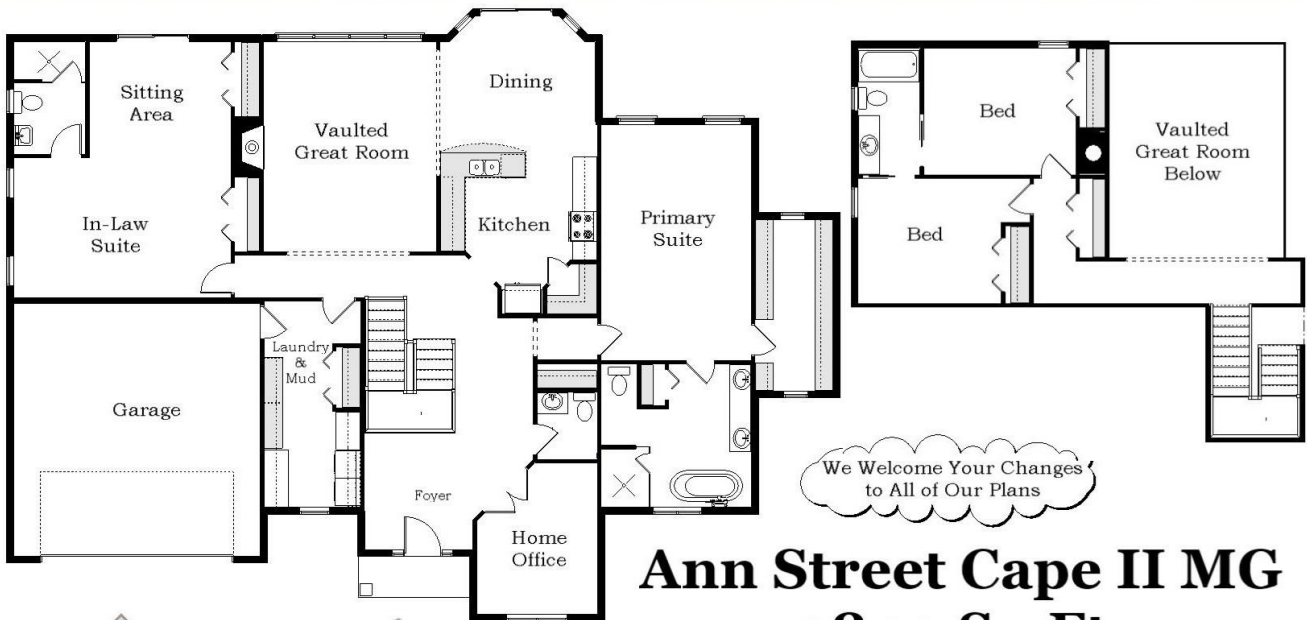 Dining
Sitting
Area
Vaulted
Great Room
In-Law
Suite
Kitchen
Primary
Suite
Laundry
&
Mud
Garage
Foyer
Home
Office
Bed
Vaulted
Great Room
Below
Bed
We Welcome Your Changes
to All of Our Plans
Ann Street Cape II MG